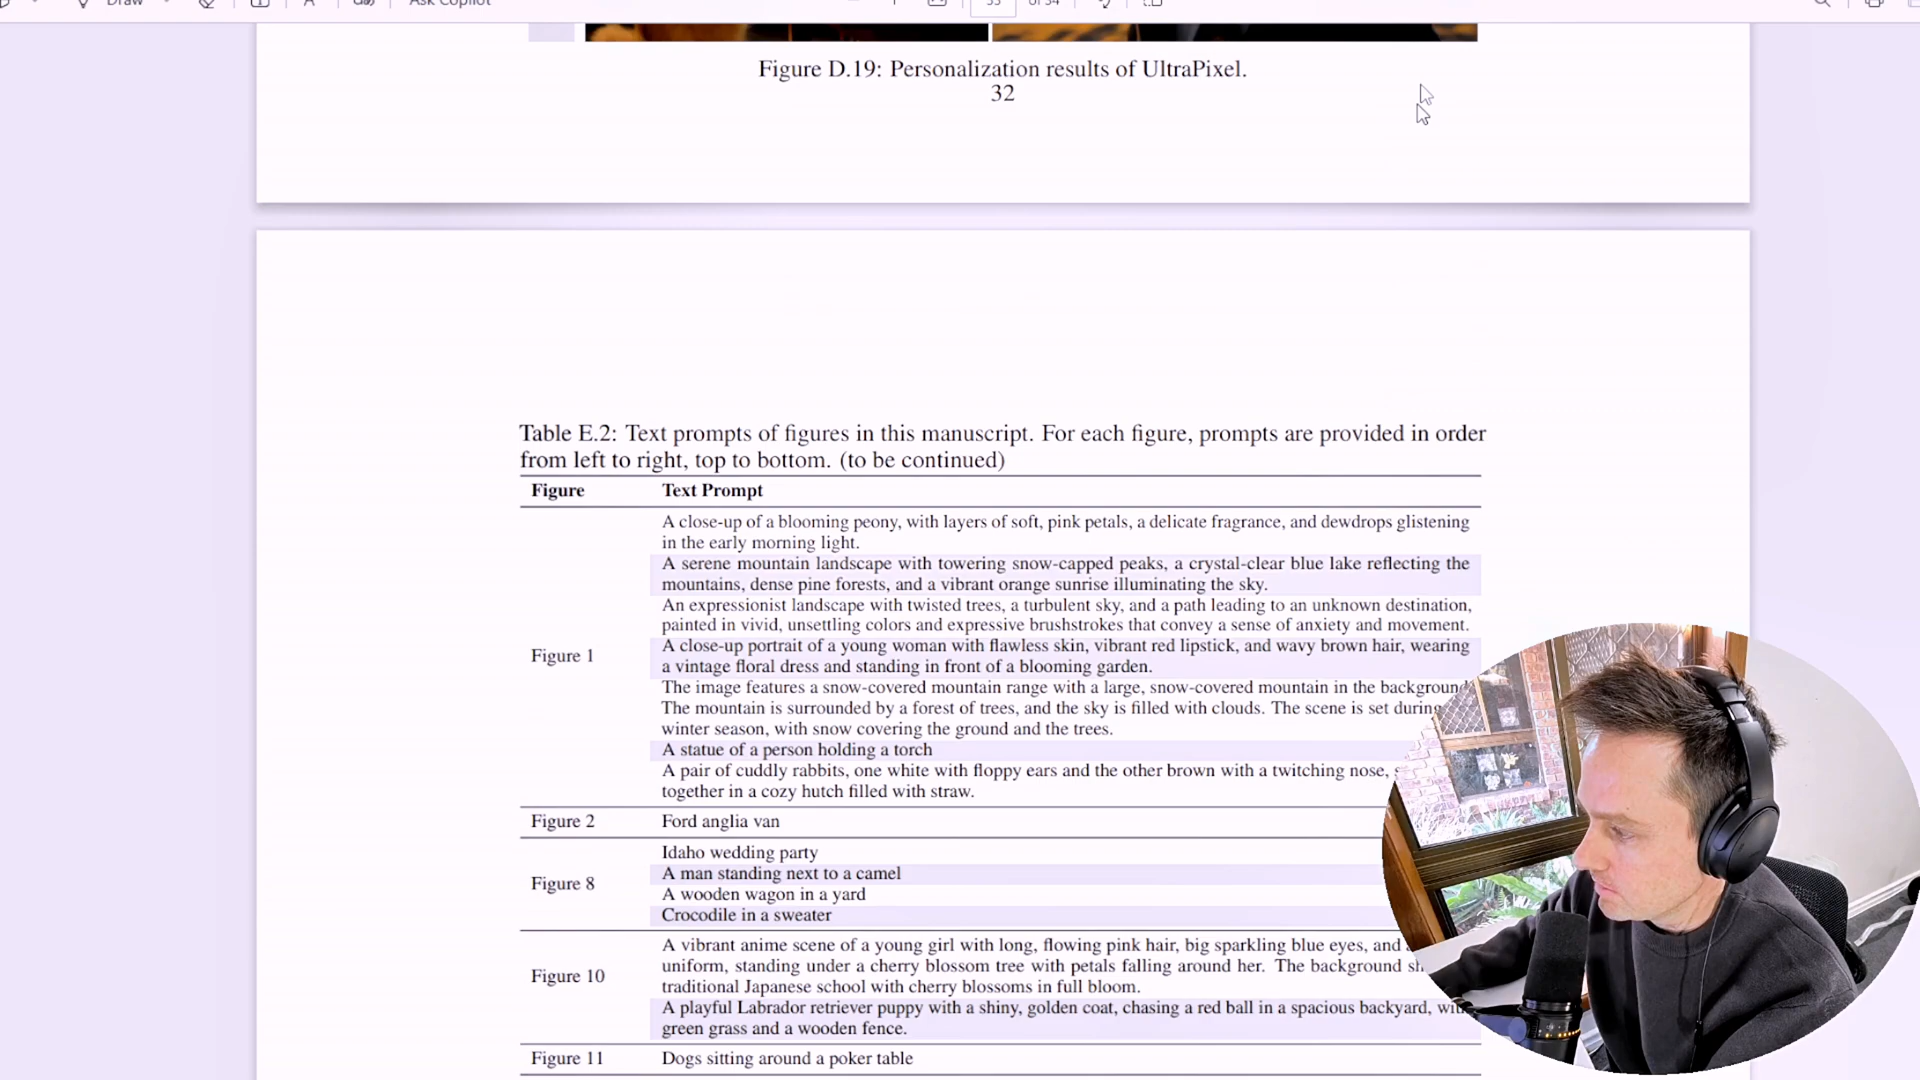 Draw
Ask Copilot
33 of 34
Figure D.19: Personalization results of UltraPixel.
32
Table E.2: Text prompts of figures in this manuscript. For each figure, prompts are provided in order
from left to right, top to bottom. (to be continued)
Figure Text Prompt
A close-up of a blooming peony, with layers of soft, pink petals, a delicate fragrance, and dewdrops glistening
in the early morning light.
A serene mountain landscape with towering snow-capped peaks, a crystal-clear blue lake reflecting the
mountains, dense pine forests, and a vibrant orange sunrise illuminating the sky.
An expressionist landscape with twisted trees, a turbulent sky, and a path leading to an unknown destination,
painted in vivid, unsettling colors and expressive brushstrokes that convey a sense of anxiety and movement.
A close-up portrait of a young woman with flawless skin, vibrant red lipstick, and wavy brown hair, wearing
a vintage floral dress and standing in front of a blooming garden.
Figure 1
The image features a snow-covered mountain range with a large, snow-covered mountain in the background
The mountain is surrounded by a forest of trees, and the sky is filled with clouds. The scene is set during
winter season, with snow covering the ground and the trees.
A statue of a person holding a torch
A pair of cuddly rabbits, one white with floppy ears and the other brown with a twitching nose,
together in a cozy hutch filled with straw.
Figure 2 Ford anglia van
Figure 8
Idaho wedding party
A man standing next to a camel
A wooden wagon in a yard
Crocodile in a sweater
Figure 10
A vibrant anime scene of a young girl with long, flowing pink hair, big sparkling blue eyes, and
uniform, standing under a cherry blossom tree with petals falling around her. The background
traditional Japanese school with cherry blossoms in full bloom.
A playful Labrador retriever puppy with a shiny, golden coat, chasing a red ball in a spacious backyard,
green grass and a wooden fence.
Figure 11 Dogs sitting around a poker table